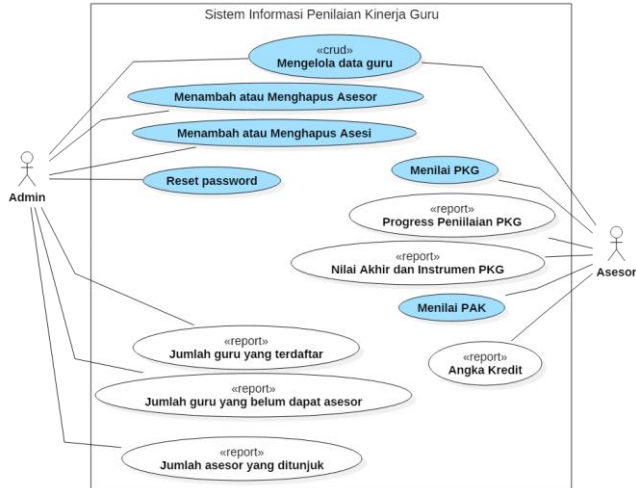 Sistem Informasi Penilaian Kinerja Guru
«crud»
Mengelola data guru
Menambah atau Menghapus Asesor
Menambah atau Menghapus Asesi
Reset password
Admin
Menilai PKG
«report»
Progress Peniilaian PKG
«report»
Nilai Akhir dan Instrumen PKG
Asesor
Menilai PAK
«report»
Jumlah guru yang terdaftar
«report»
Angka Kredit
«report»
Jumlah guru yang belum dapat asesor
«report»
Jumlah asesor yang ditunjuk